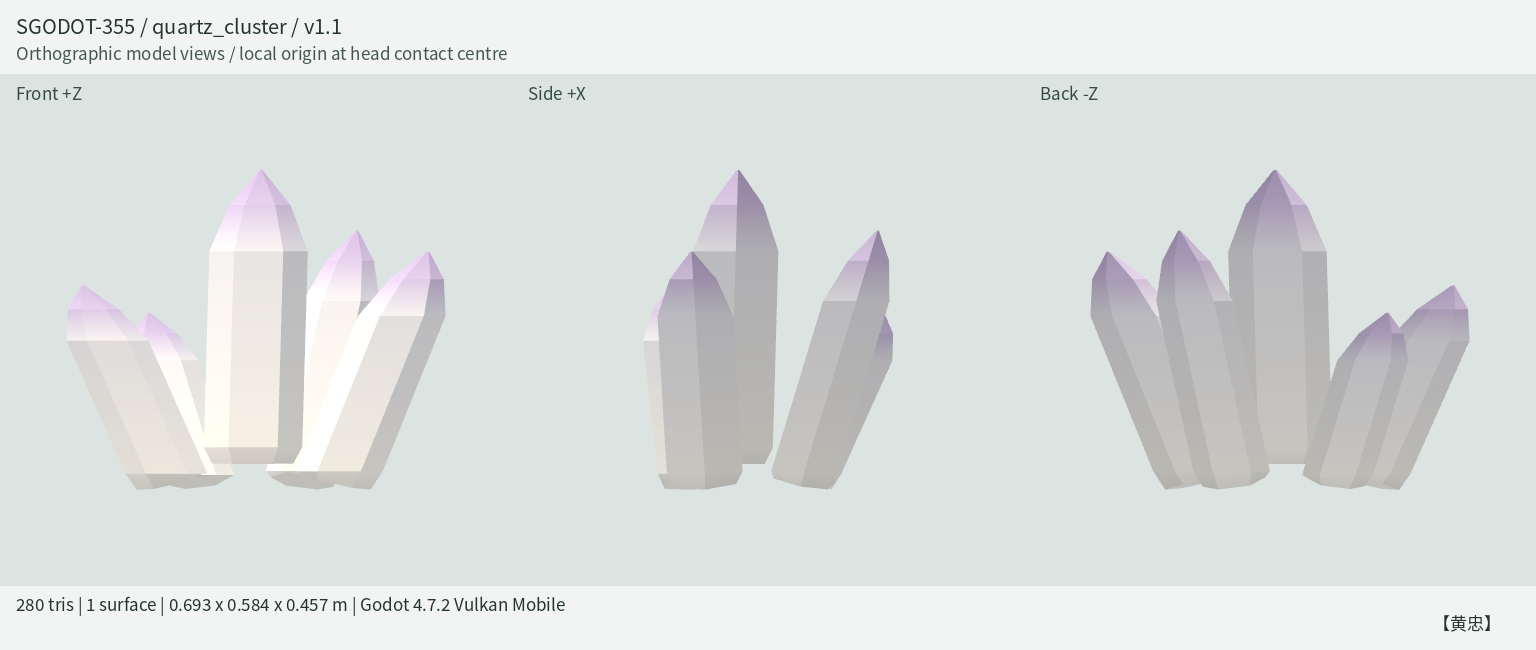 SGODOT-355 / quartz_cluster / v1.1
Orthographic model views / local origin at head contact centre
Front +Z
Side +X
Back -Z
280 tris | 1 surface | 0.693 x 0.584 x 0.457 m | Godot 4.7.2 Vulkan Mobile
【黄忠】